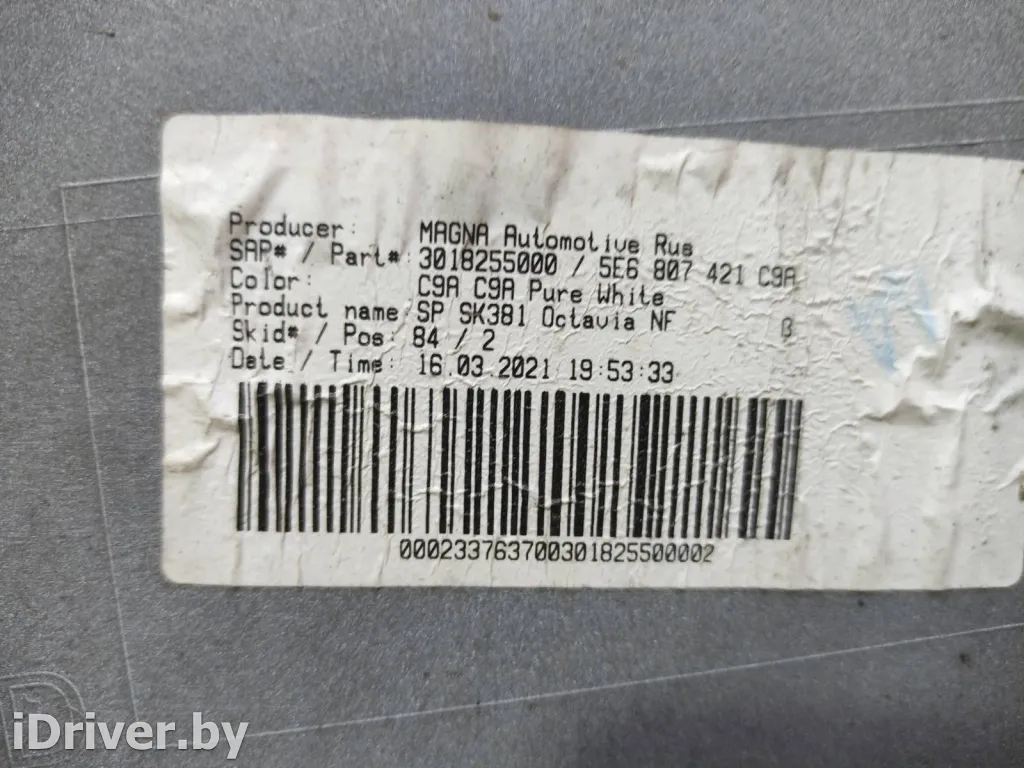 Producer: MAGNA Automotive Rus
SAP# / Part#: 3018255000 / 5E6 807 421 C9A
Color: C9A C9A Pure White
Product name: SP SK381 Octavia NF β
Skid# / Pos: 84 / 2
Date / Time: 16.03.2021 19:53:33
000233763700301825500002
iDriver.by